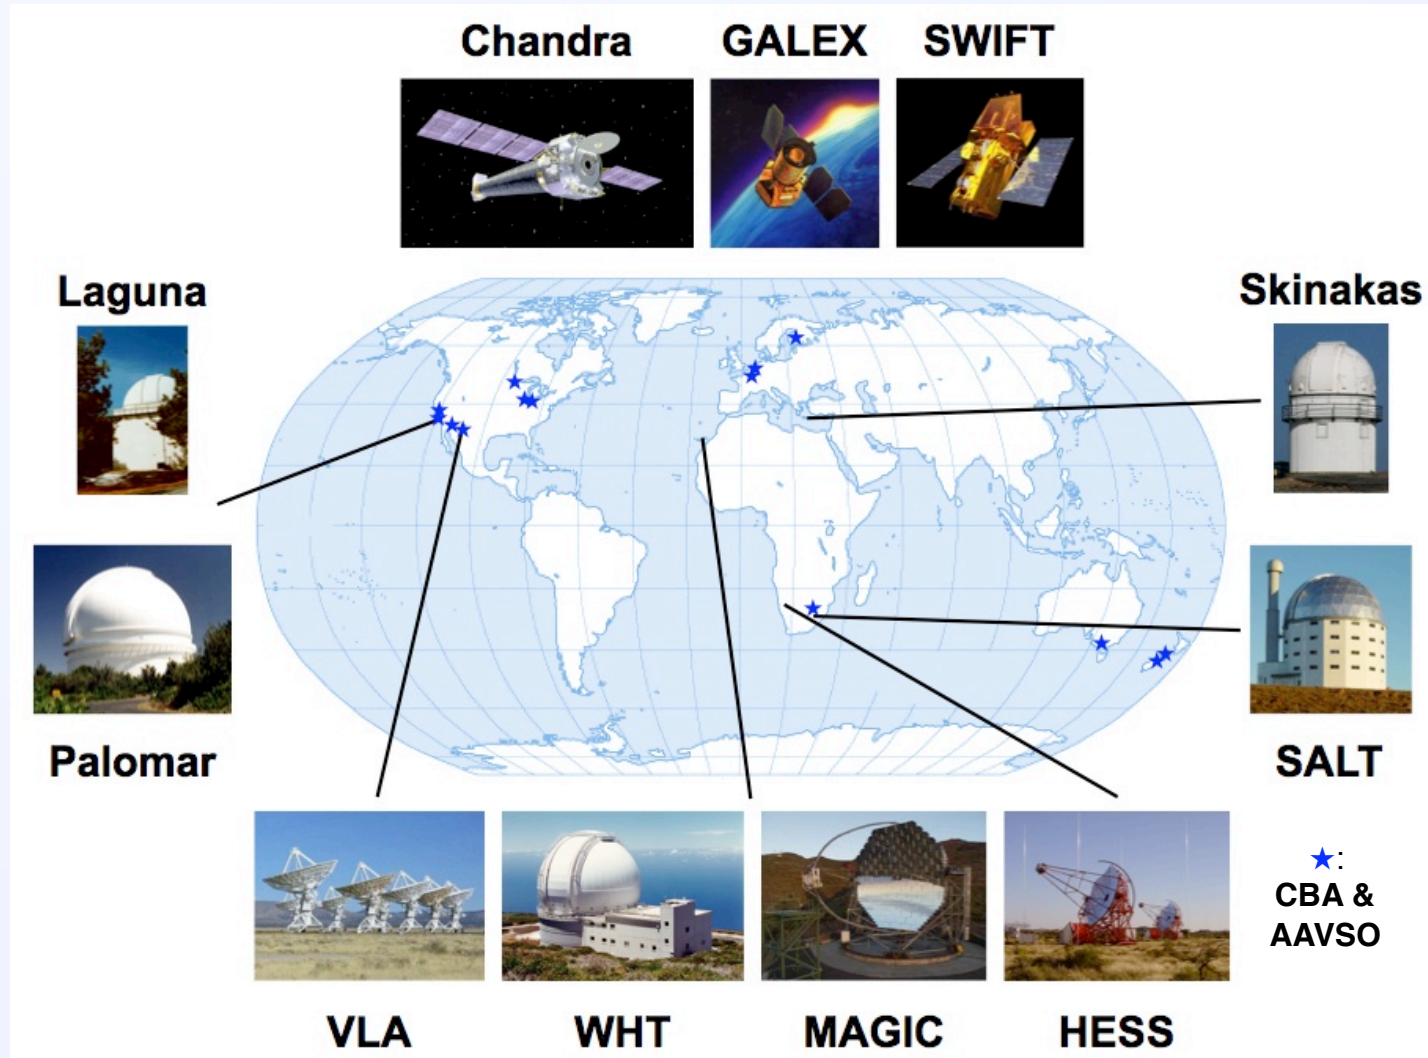 Chandra
GALEX
SWIFT
Laguna
Skinakas
Palomar
SALT
★:
CBA &
AAVSO
VLA
WHT
MAGIC
HESS